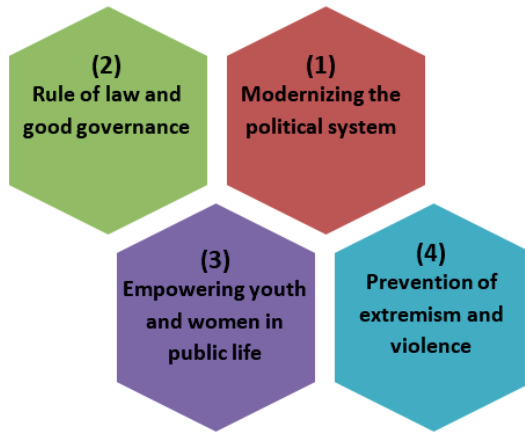 (2)
Rule of law and
good governance
(1)
Modernizing the
political system
(3)
Empowering youth
and women in
public life
(4)
Prevention of
extremism and
violence